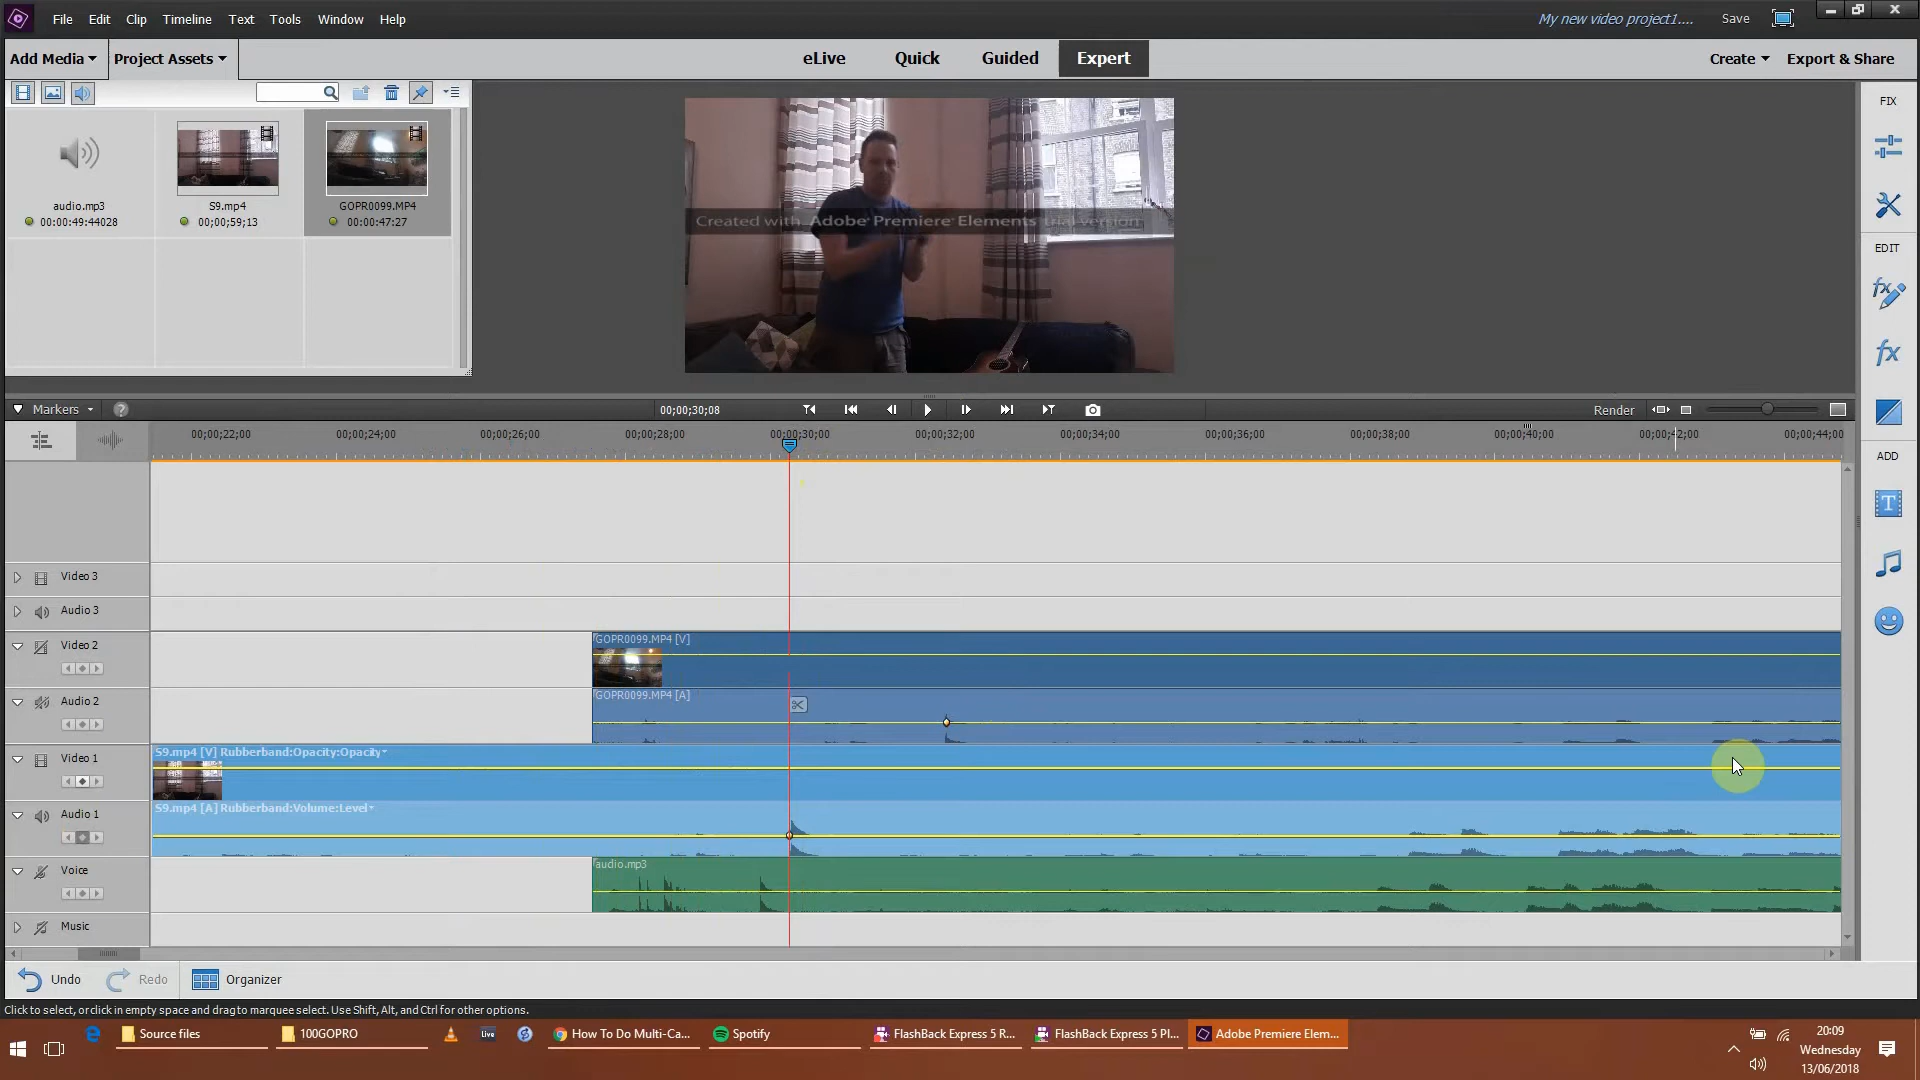 File Edit Clip Timeline Text Tools Window Help
My new video project1.... Save
Add Media Project Assets
eLive Quick Guided Expert
Create Export & Share
FIX
audio.mp3
00:00:49:44028
S9.mp4
00;00;59;13
GOPR0099.MP4
00:00:47:27
Created with Adobe Premiere Elements trial version
EDIT
Markers ? 00;00;30;08 Render
00;00;22;00 00;00;24;00 00;00;26;00 00;00;28;00 00;00;30;00 00;00;32;00 00;00;34;00 00;00;36;00 00;00;38;00 00;00;40;00 00;00;42;00 00;00;44;00
ADD
Video 3
Audio 3
Video 2
GOPR0099.MP4 [V]
Audio 2
GOPR0099.MP4 [A]
Video 1
S9.mp4 [V] Rubberband:Opacity:Opacity
Audio 1
S9.mp4 [A] Rubberband:Volume:Level
Voice
audio.mp3
Music
Undo Redo Organizer
Click to select, or click in empty space and drag to marquee select. Use Shift, Alt, and Ctrl for other options.
Source files 100GOPRO Live How To Do Multi-Ca... Spotify FlashBack Express 5 R... FlashBack Express 5 Pl... Adobe Premiere Elem...
20:09
Wednesday
13/06/2018